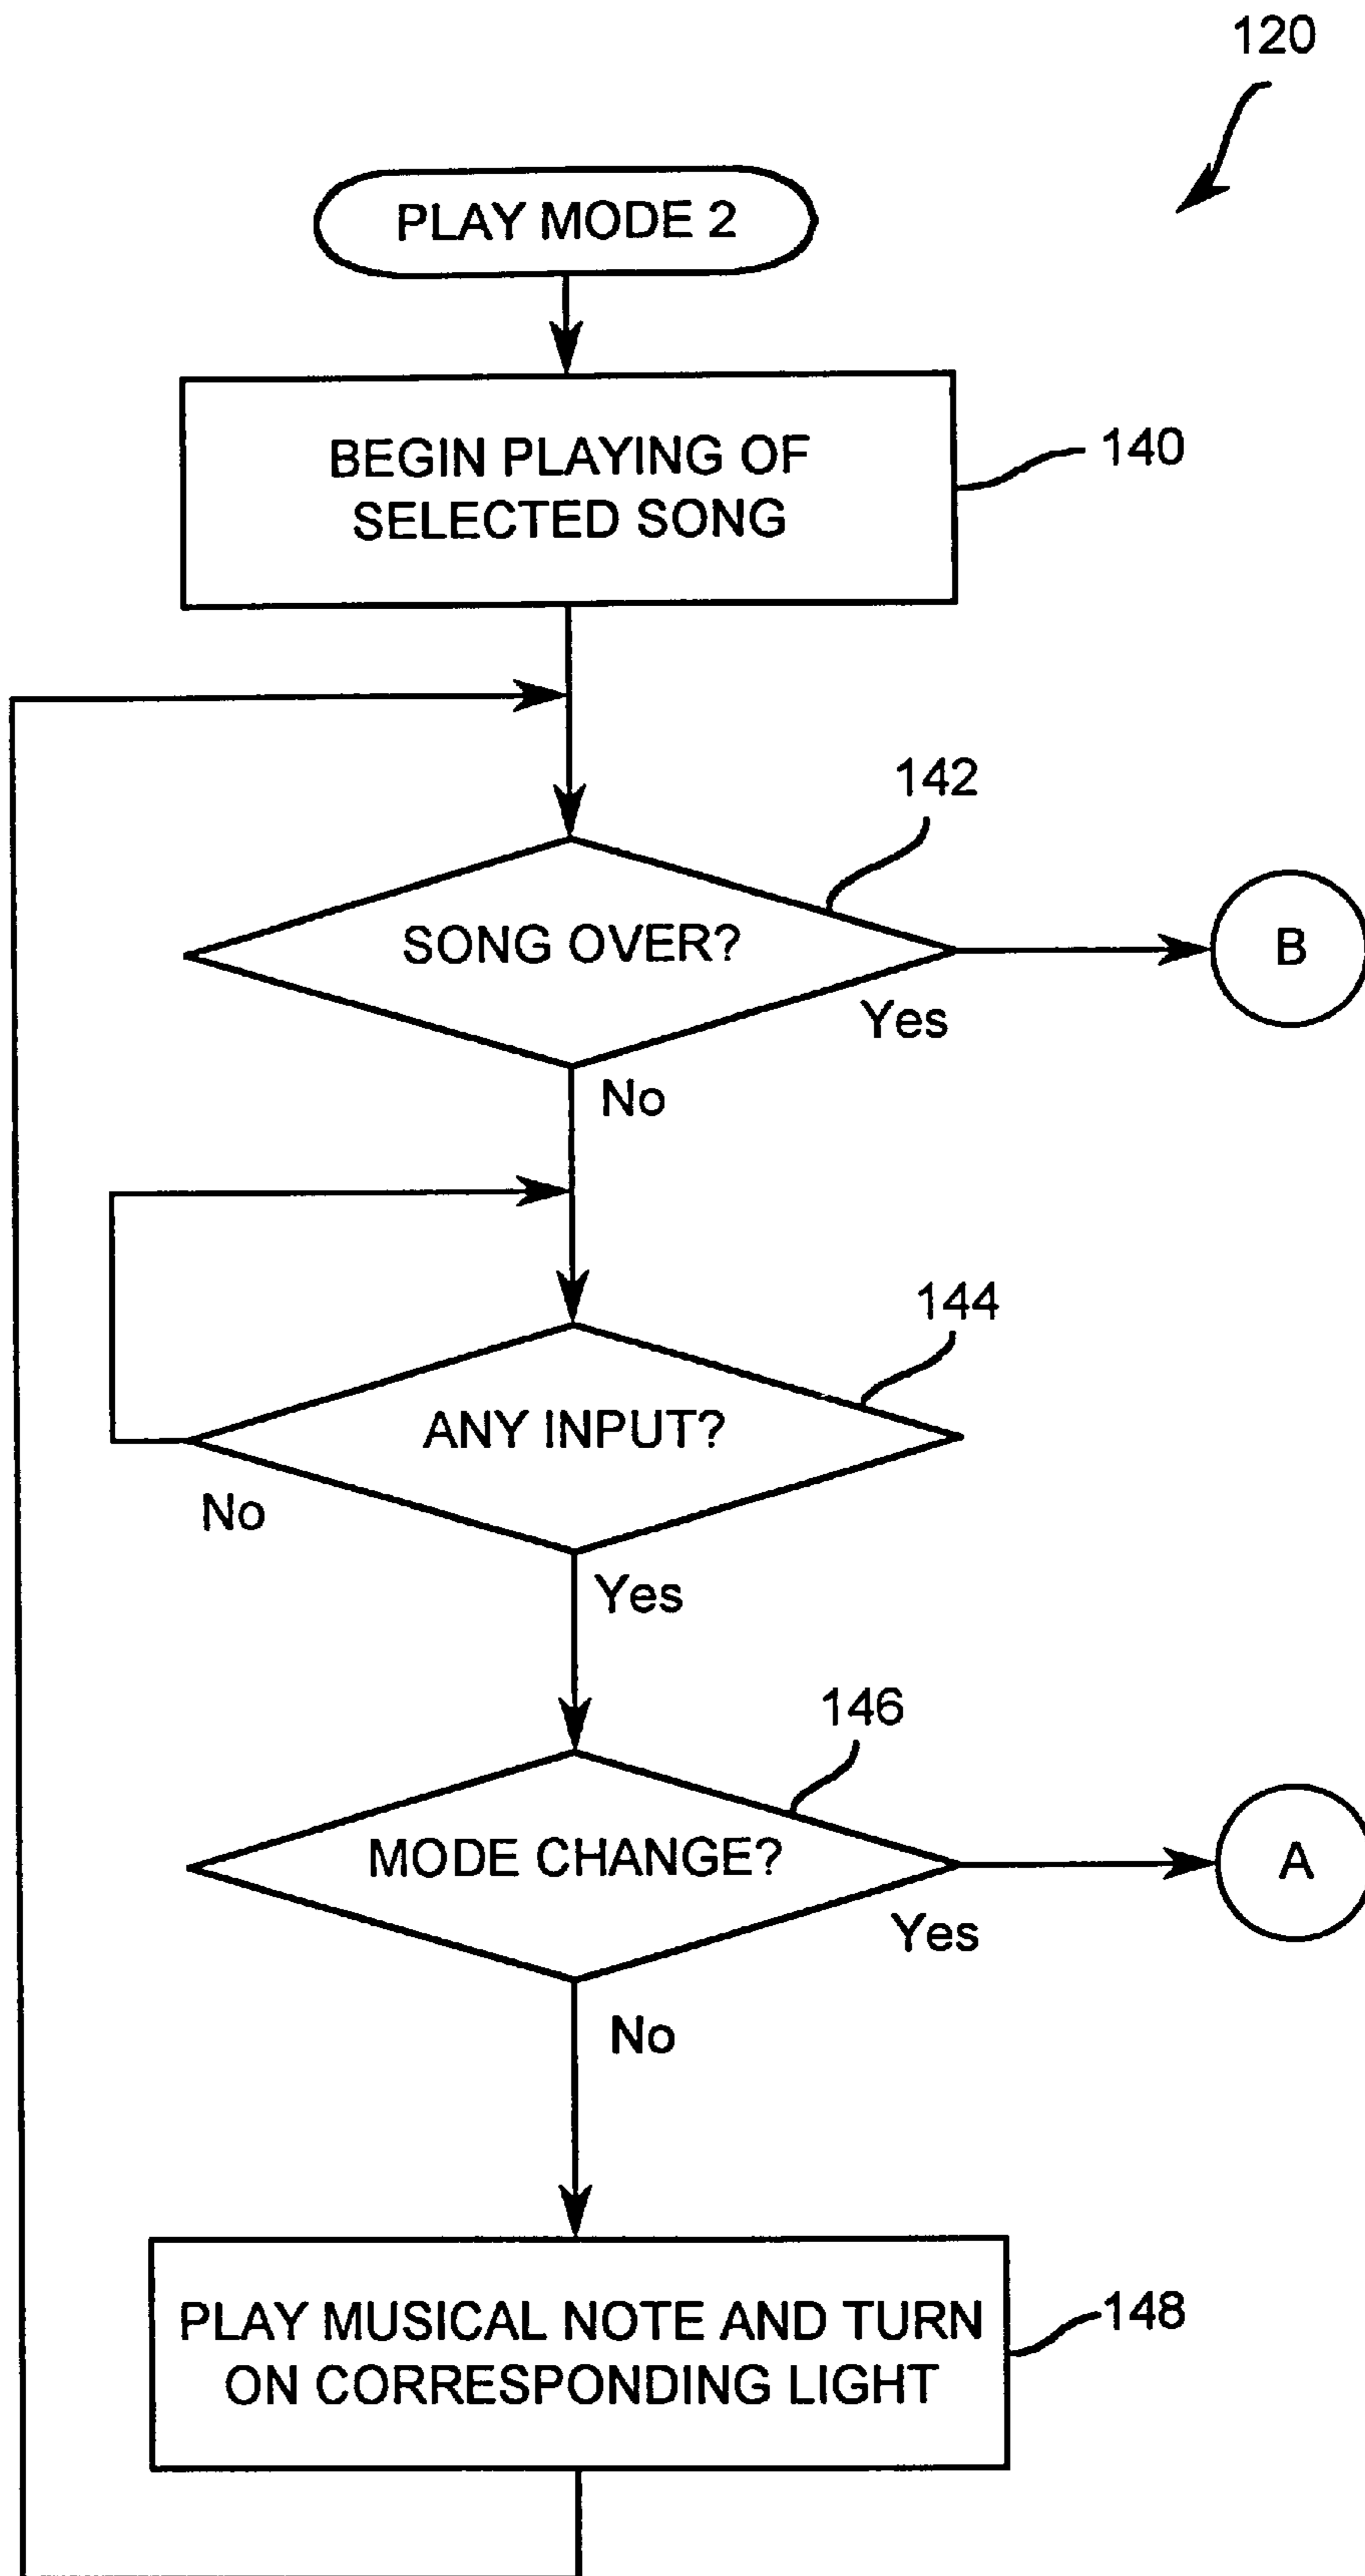 120
PLAY MODE 2
BEGIN PLAYING OF
SELECTED SONG
140
142
SONG OVER?
B
Yes
No
144
ANY INPUT?
No
Yes
146
MODE CHANGE?
A
Yes
No
PLAY MUSICAL NOTE AND TURN
ON CORRESPONDING LIGHT
148